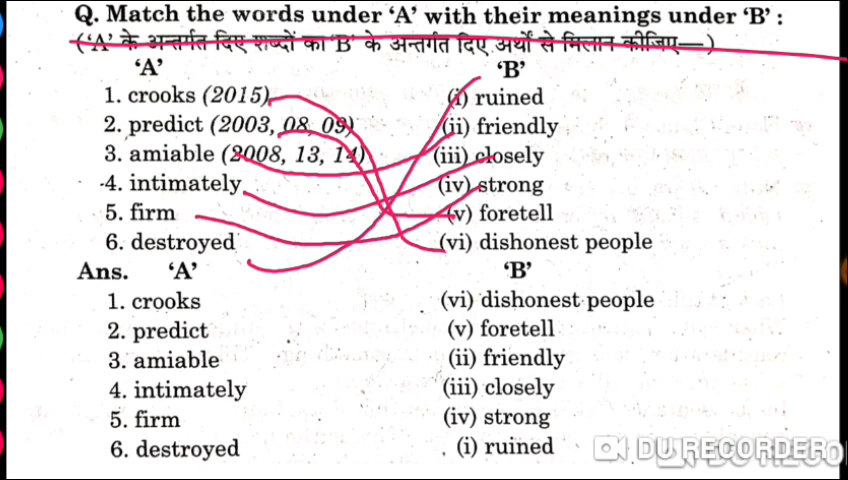 Q. Match the words under 'A' with their meanings under 'B' :
('A' के अन्तर्गत दिए शब्दों का 'B' के अन्तर्गत दिए अर्थों से मिलान कीजिए—)
'A' 'B'
1. crooks (2015) (i) ruined
2. predict (2003, 08, 09) (ii) friendly
3. amiable (2008, 13, 14) (iii) closely
4. intimately (iv) strong
5. firm (v) foretell
6. destroyed (vi) dishonest people
Ans. 'A' 'B'
1. crooks (vi) dishonest people
2. predict (v) foretell
3. amiable (ii) friendly
4. intimately (iii) closely
5. firm (iv) strong
6. destroyed (i) ruined
DU RECORDER